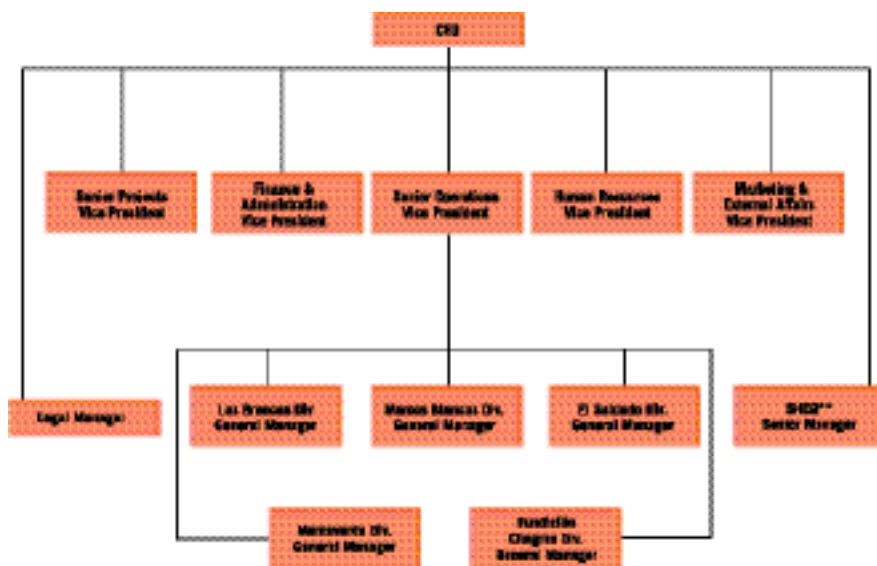 CEO
Senior Projects
Vice President
Finance &
Administration
Vice President
Senior Operations
Vice President
Human Resources
Vice President
Marketing &
External Affairs
Vice President
Legal Manager
Los Bronces Div.
General Manager
Mantos Blancos Div.
General Manager
El Soldado Div.
General Manager
Senior Manager
Mantoverde Div.
General Manager
Fundición
Chagres Div.
General Manager